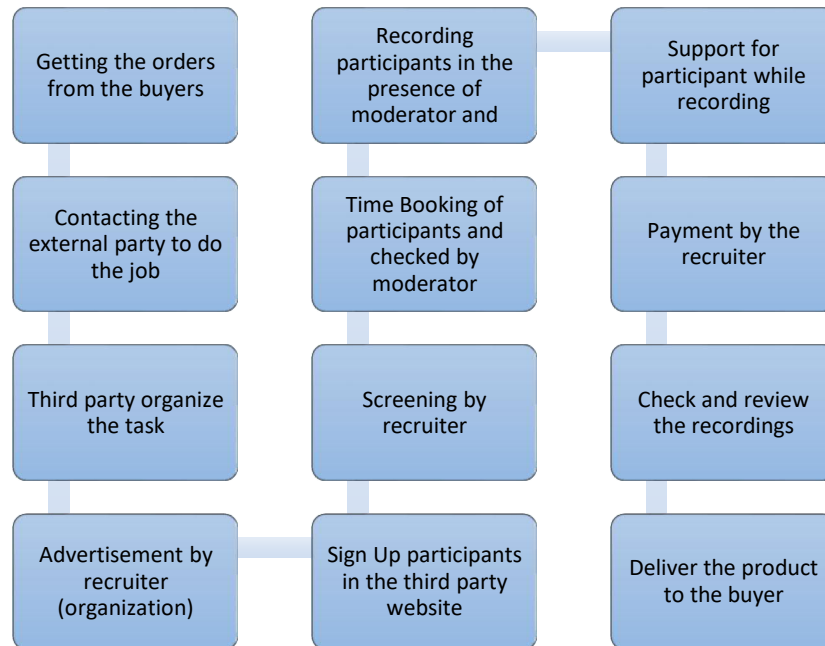 Getting the orders
from the buyers
Contacting the
external party to do
the job
Third party organize
the task
Advertisement by
recruiter
(organization)
Sign Up participants
in the third party
website
Screening by
recruiter
Time Booking of
participants and
checked by
moderator
Recording
participants in the
presence of
moderator and
Support for
participant while
recording
Payment by the
recruiter
Check and review
the recordings
Deliver the product
to the buyer